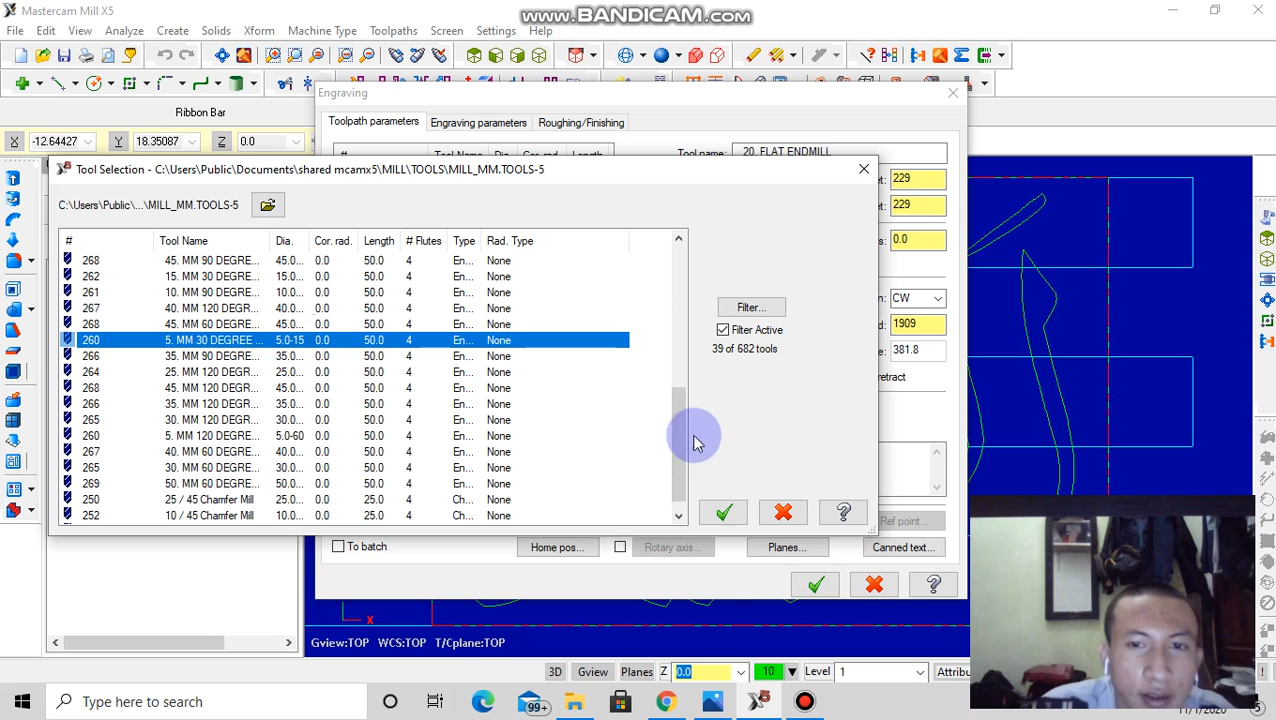 Mastercam Mill X5
www.BANDICAM.com
File Edit View Analyze Create Solids Xform Machine Type Toolpaths Screen Settings Help
Ribbon Bar
X -12.64427 Y 18.35087 Z 0.0
Engraving
Toolpath parameters Engraving parameters Roughing/Finishing
# Tool Name Dia. Cor. rad. Length Tool name: 20. FLAT ENDMILL
229
229
0.0
CW
1909
381.8
retract
Tool Selection - C:\Users\Public\Documents\shared mcamx5\MILL\TOOLS\MILL_MM.TOOLS-5
C:\Users\Public\...\MILL_MM.TOOLS-5
# Tool Name Dia. Cor. rad. Length # Flutes Type Rad. Type
268 45. MM 90 DEGRE... 45.0... 0.0 50.0 4 En... None
262 15. MM 30 DEGRE... 15.0... 0.0 50.0 4 En... None
261 10. MM 90 DEGRE... 10.0... 0.0 50.0 4 En... None
267 40. MM 120 DEGR... 40.0... 0.0 50.0 4 En... None
268 45. MM 60 DEGRE... 45.0... 0.0 50.0 4 En... None
260 5. MM 30 DEGREE ... 5.0-15 0.0 50.0 4 En... None
266 35. MM 90 DEGRE... 35.0... 0.0 50.0 4 En... None
264 25. MM 120 DEGR... 25.0... 0.0 50.0 4 En... None
268 45. MM 120 DEGR... 45.0... 0.0 50.0 4 En... None
266 35. MM 120 DEGR... 35.0... 0.0 50.0 4 En... None
265 30. MM 120 DEGR... 30.0... 0.0 50.0 4 En... None
260 5. MM 120 DEGRE... 5.0-60 0.0 50.0 4 En... None
267 40. MM 60 DEGRE... 40.0... 0.0 50.0 4 En... None
265 30. MM 60 DEGRE... 30.0... 0.0 50.0 4 En... None
269 50. MM 60 DEGRE... 50.0... 0.0 50.0 4 En... None
250 25 / 45 Chamfer Mill 25.0... 0.0 25.0 4 Ch... None
252 10 / 45 Chamfer Mill 10.0... 0.0 25.0 4 Ch... None
Filter...
Filter Active
39 of 682 tools
Ref point...
To batch Home pos... Rotary axis... Planes... Canned text...
X
Gview:TOP WCS:TOP T/Cplane:TOP
3D Gview Planes Z 0.0 10 Level 1 Attribu
Type here to search
99+
11/1/2020